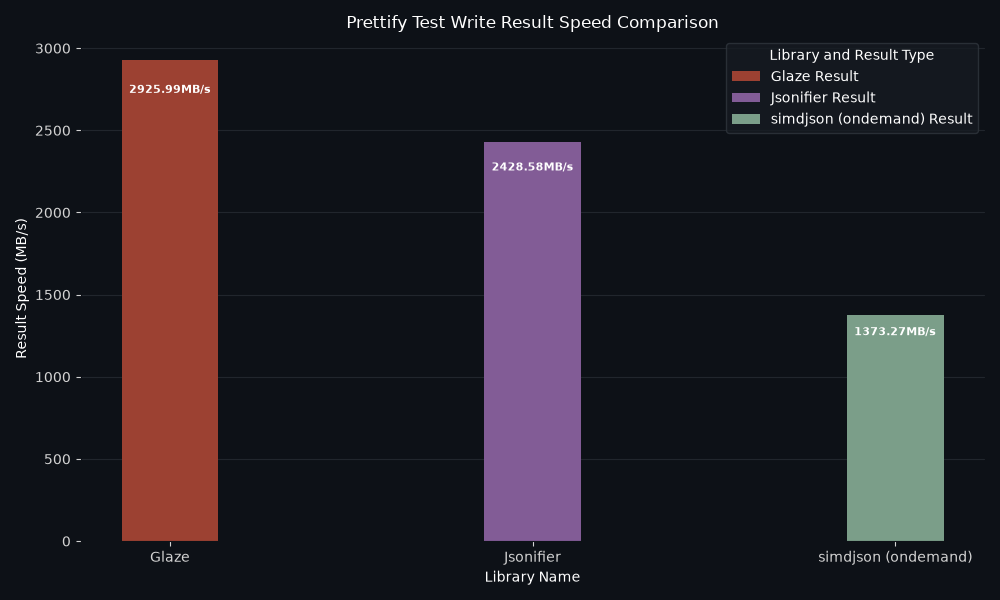 Prettify Test Write Result Speed Comparison
Library and Result Type
Glaze Result
Jsonifier Result
simdjson (ondemand) Result
Result Speed (MB/s)
3000
2500
2000
1500
1000
500
0
2925.99MB/s
2428.58MB/s
1373.27MB/s
Glaze
Jsonifier
simdjson (ondemand)
Library Name